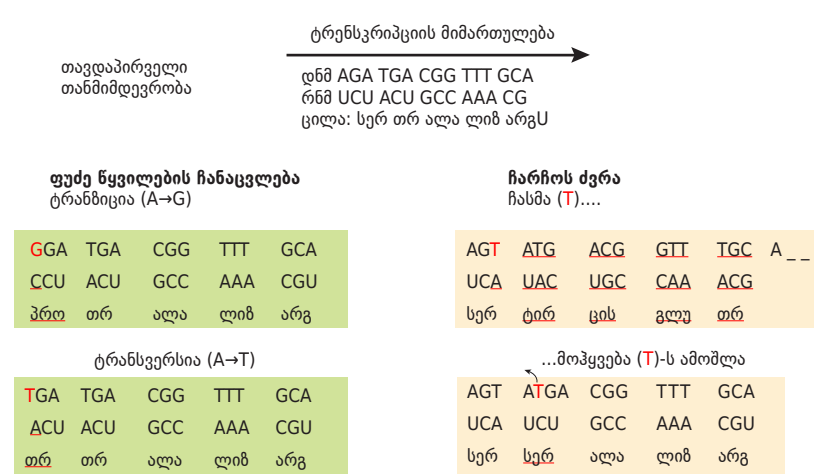 ტრენსკრიპციის მიმართულება
თავდაპირველი
თანმიმდევრობა
დნმ AGA TGA CGG TTT GCA
რნმ UCU ACU GCC AAA CG
ცილა: სერ თრ ალა ლიზ არგU
ფუძე წყვილების ჩანაცვლება
ტრანზიცია (A→G)
GGA TGA CGG TTT GCA
CCU ACU GCC AAA CGU
პრო თრ ალა ლიზ არგ
ტრანსვერსია (A→T)
TGA TGA CGG TTT GCA
ACU ACU GCC AAA CGU
თრ თრ ალა ლიზ არგ
ჩარჩოს ძვრა
ჩასმა (T)....
AGT ATG ACG GTT TGC A _ _
UCA UAC UGC CAA ACG
სერ ტირ ცის გლუ თრ
...მოჰყვება (T)-ს ამოშლა
AGT ATGA CGG TTT GCA
UCA UCU GCC AAA CGU
სერ სერ ალა ლიზ არგ